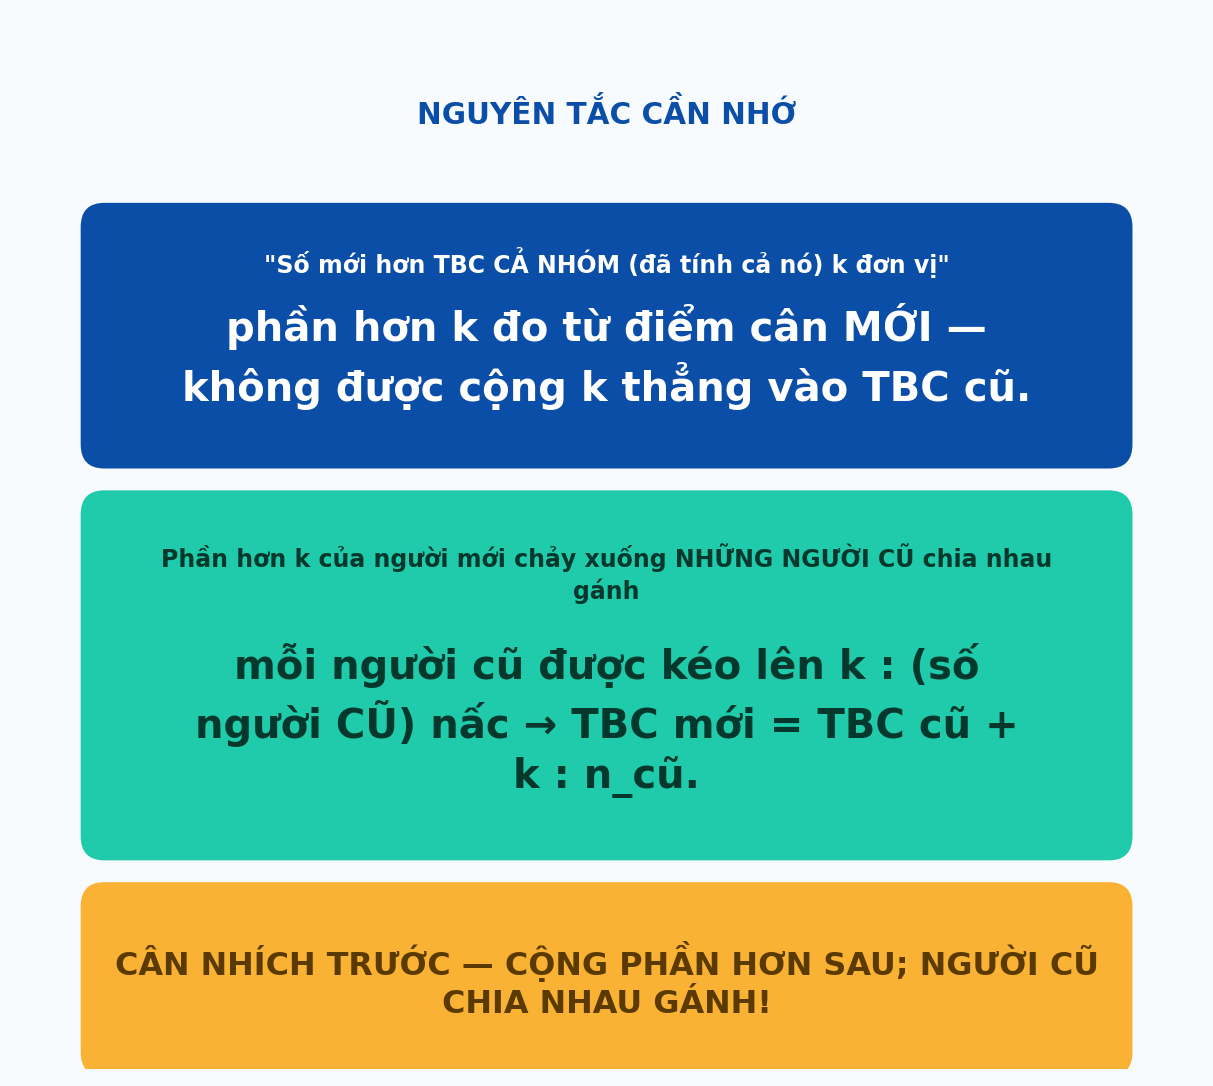 NGUYÊN TẮC CẦN NHỚ
"Số mới hơn TBC CẢ NHÓM (đã tính cả nó) k đơn vị"
phần hơn k đo từ điểm cân MỚI —
không được cộng k thẳng vào TBC cũ.
Phần hơn k của người mới chảy xuống NHỮNG NGƯỜI CŨ chia nhau
gánh
mỗi người cũ được kéo lên k : (số
người CŨ) nấc → TBC mới = TBC cũ +
k : n_cũ.
CÂN NHÍCH TRƯỚC — CỘNG PHẦN HƠN SAU; NGƯỜI CŨ
CHIA NHAU GÁNH!